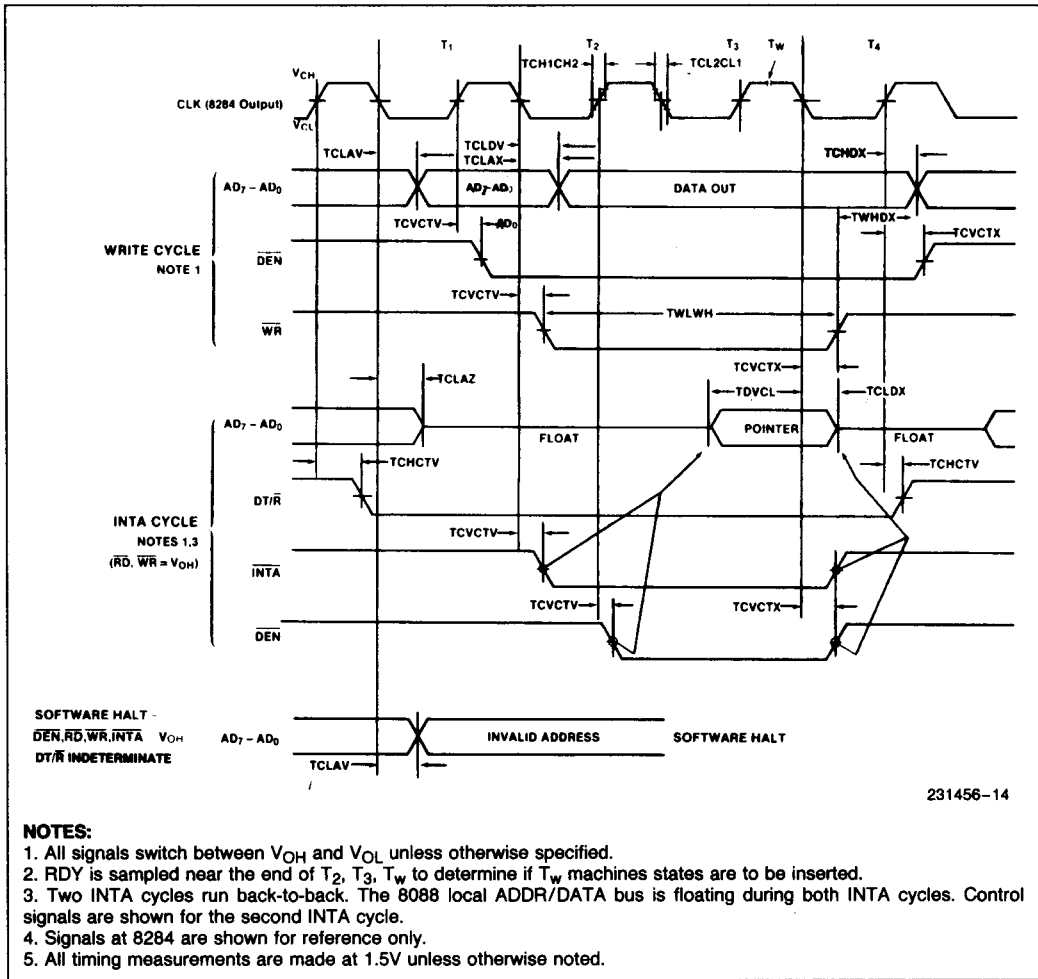 T1 T2 T3 TW T4
TCH1CH2 TCL2CL1
VCH
CLK (8284 Output)
VCL
TCLAV TCLDV TCHDX
TCLAX
AD7-AD0 AD7-AD0 DATA OUT
TCVCTV AD0 TWHDX
TCVCTX
WRITE CYCLE
NOTE 1
DEN
TCVCTV TWLWH
WR
TCVCTX
TCLAZ TDVCL TCLDX
AD7-AD0 FLOAT POINTER FLOAT
TCHCTV TCHCTV
DT/R
INTA CYCLE
NOTES 1,3
(RD, WR = VOH)
TCVCTV
INTA
TCVCTV TCVCTX
DEN
SOFTWARE HALT -
DEN,RD,WR,INTA VOH
DT/R INDETERMINATE
AD7-AD0 INVALID ADDRESS SOFTWARE HALT
TCLAV
231456-14
NOTES:
1. All signals switch between VOH and VOL unless otherwise specified.
2. RDY is sampled near the end of T2, T3, Tw to determine if Tw machines states are to be inserted.
3. Two INTA cycles run back-to-back. The 8088 local ADDR/DATA bus is floating during both INTA cycles. Control
signals are shown for the second INTA cycle.
4. Signals at 8284 are shown for reference only.
5. All timing measurements are made at 1.5V unless otherwise noted.